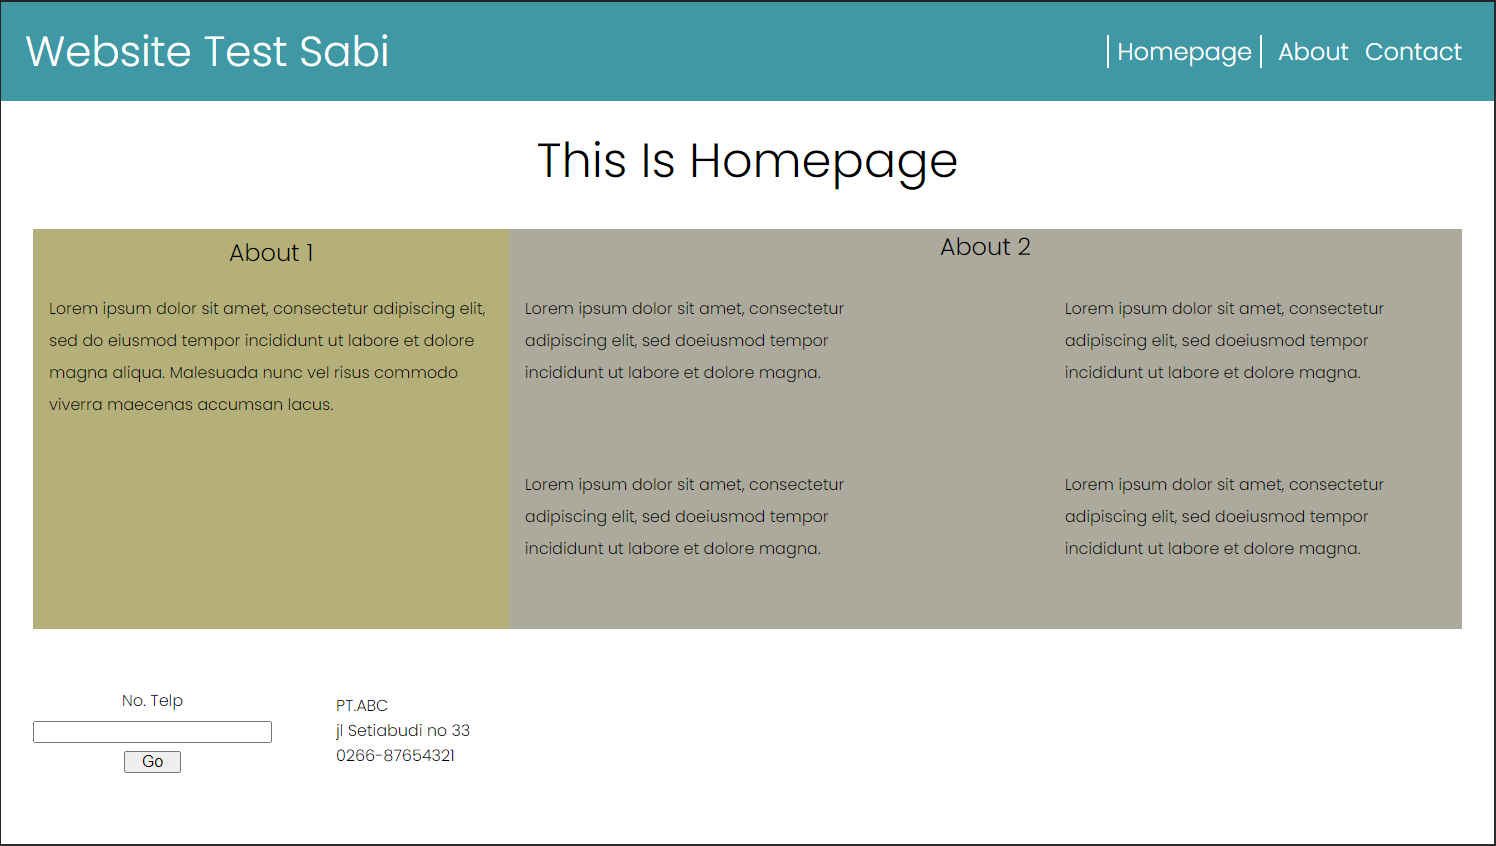 Website Test Sabi
Homepage About Contact
This Is Homepage
About 1
Lorem ipsum dolor sit amet, consectetur adipiscing elit,
sed do eiusmod tempor incididunt ut labore et dolore
magna aliqua. Malesuada nunc vel risus commodo
viverra maecenas accumsan lacus.
About 2
Lorem ipsum dolor sit amet, consectetur
adipiscing elit, sed doeiusmod tempor
incididunt ut labore et dolore magna.
Lorem ipsum dolor sit amet, consectetur
adipiscing elit, sed doeiusmod tempor
incididunt ut labore et dolore magna.
Lorem ipsum dolor sit amet, consectetur
adipiscing elit, sed doeiusmod tempor
incididunt ut labore et dolore magna.
Lorem ipsum dolor sit amet, consectetur
adipiscing elit, sed doeiusmod tempor
incididunt ut labore et dolore magna.
No. Telp
Go
PT.ABC
jl Setiabudi no 33
0266-87654321